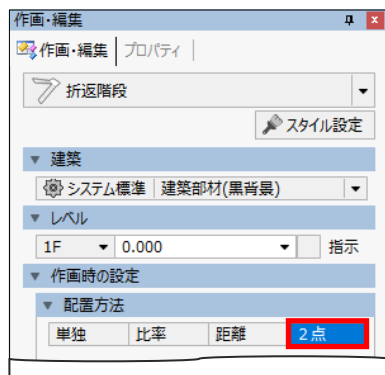 作画・編集
作画・編集 プロパティ
折返階段
スタイル設定
建築
システム標準 建築部材(黒背景)
レベル
1F 0.000 指示
作画時の設定
配置方法
単独 比率 距離 2点